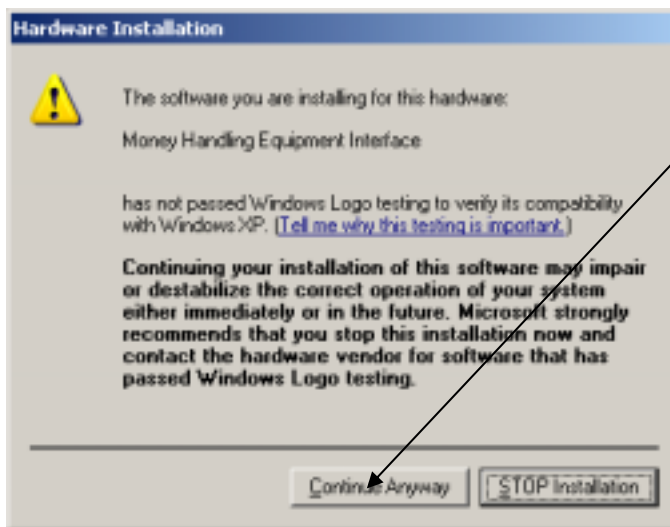 Hardware Installation
The software you are installing for this hardware:
Money Handling Equipment Interface
has not passed Windows Logo testing to verify its compatibility
with Windows XP. (Tell me why this testing is important.)
Continuing your installation of this software may impair
or destabilize the correct operation of your system
either immediately or in the future. Microsoft strongly
recommends that you stop this installation now and
contact the hardware vendor for software that has
passed Windows Logo testing.
Continue Anyway
STOP Installation